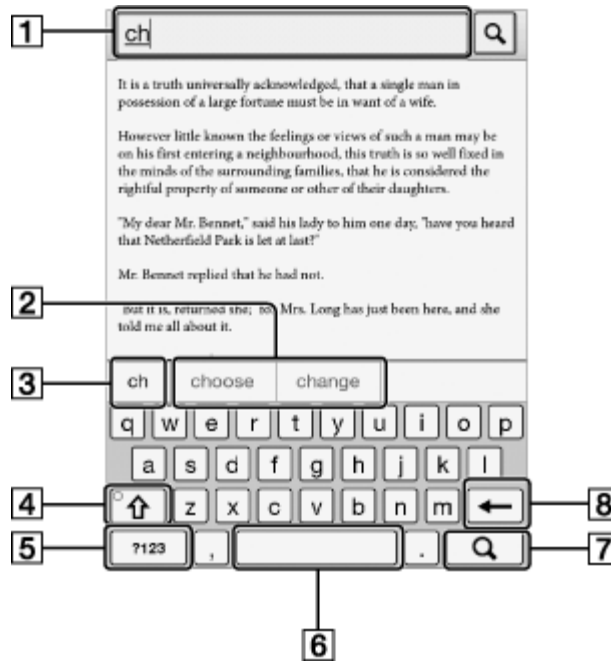 1
ch
It is a truth universally acknowledged, that a single man in
possession of a large fortune must be in want of a wife.
However little known the feelings or views of such a man may be
on his first entering a neighbourhood, this truth is so well fixed in
the minds of the surrounding families, that he is considered the
rightful property of someone or other of their daughters.
"My dear Mr. Bennet," said his lady to him one day, "have you heard
that Netherfield Park is let at last?"
Mr. Bennet replied that he had not.
2
"But it is, returned she; Mrs. Long has just been here, and she
told me all about it.
3
ch choose change
q w e r t y u i o p
a s d f g h j k l
4
z x c v b n m
8
5
?123 , .
7
6